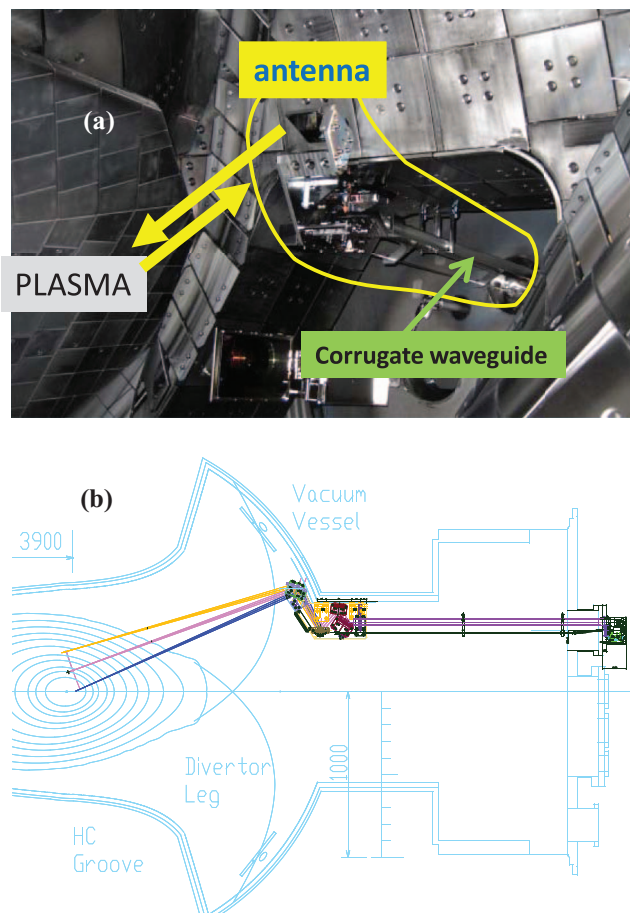 antenna
(a)
PLASMA
Corrugate waveguide
(b)
Vacuum
Vessel
3900
Divertor
Leg
1000
HC
Groove